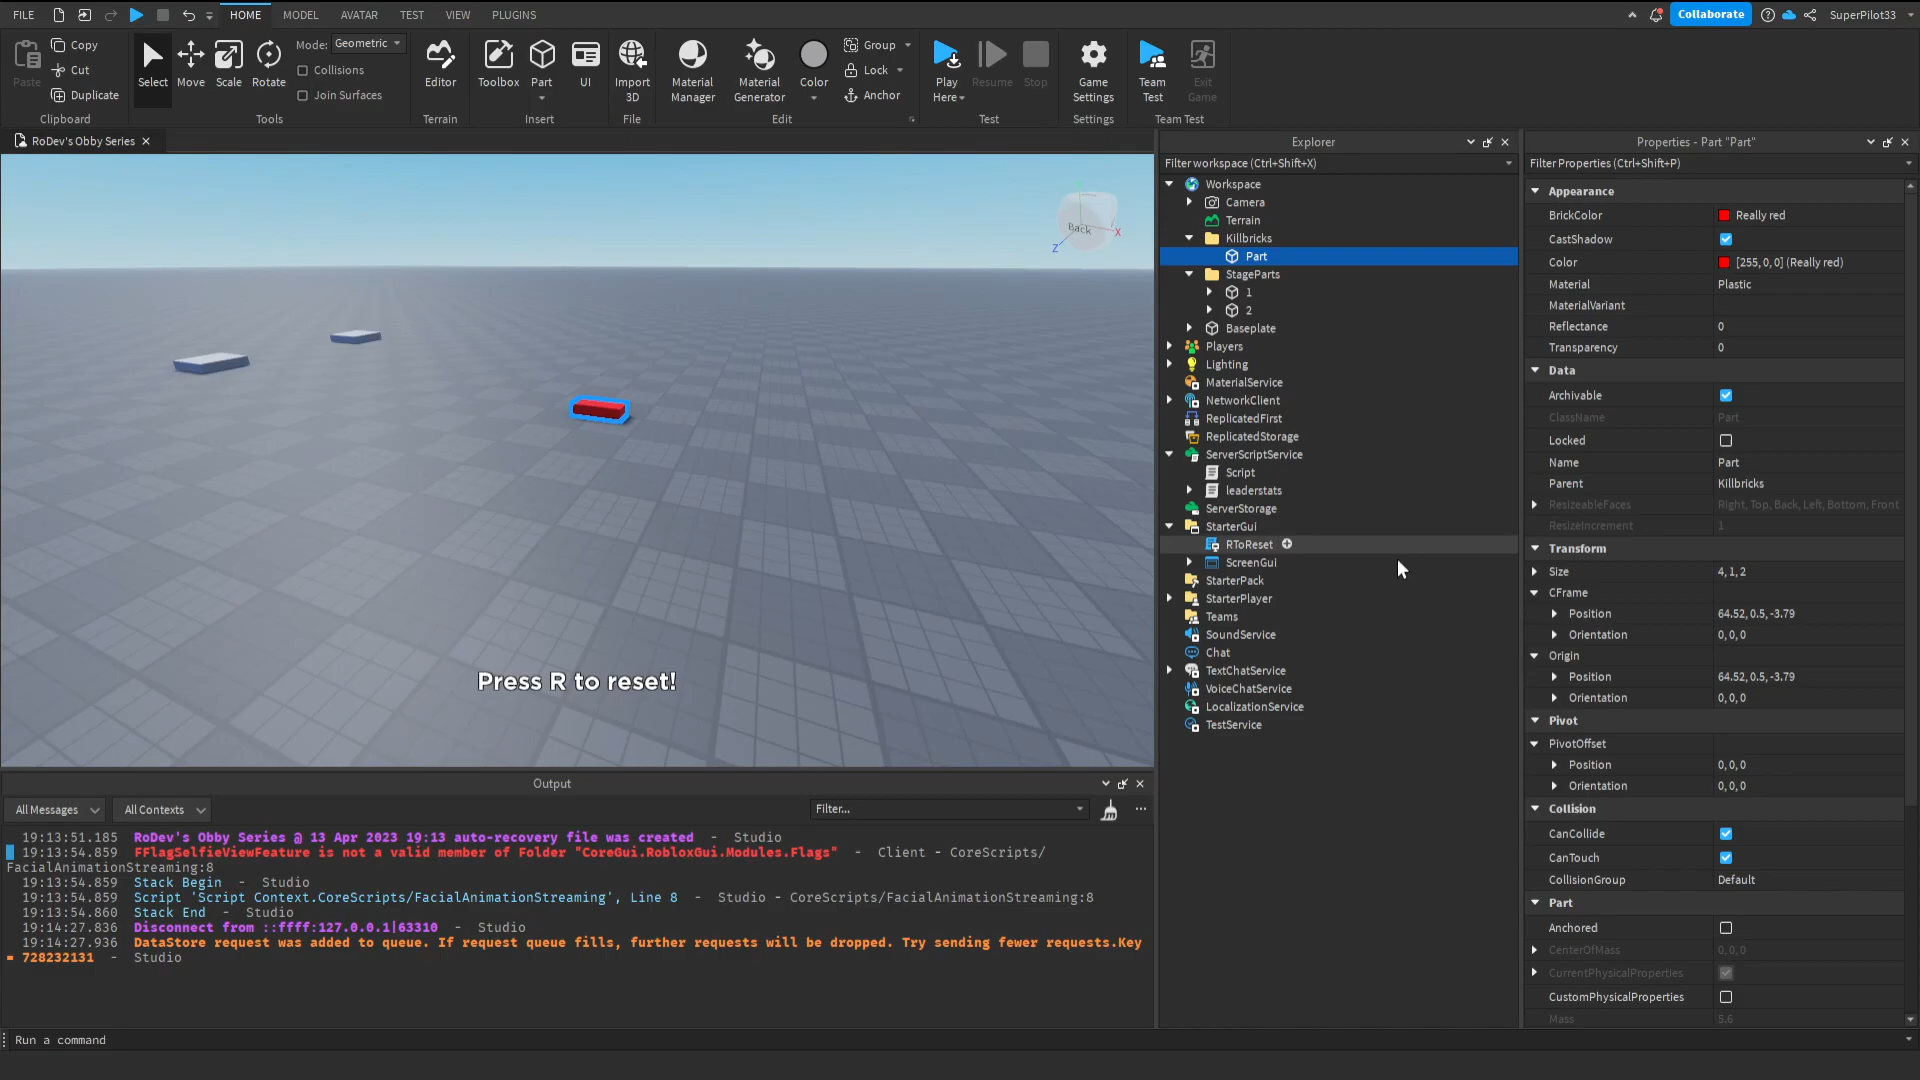 FILE
HOME
MODEL
AVATAR
TEST
VIEW
PLUGINS
Collaborate
SuperPilot33
Paste
Copy
Cut
Duplicate
Clipboard
Select
Move
Scale
Rotate
Mode: Geometric
Collisions
Join Surfaces
Tools
Editor
Terrain
Toolbox
Part
UI
Insert
Import 3D
File
Material Manager
Material Generator
Color
Group
Lock
Anchor
Edit
Play Here
Resume
Stop
Test
Game Settings
Settings
Team Test
Exit Game
Team Test
RoDev's Obby Series
Back
X
Z
Press R to reset!
Explorer
Filter workspace (Ctrl+Shift+X)
Workspace
Camera
Terrain
Killbricks
Part
StageParts
1
2
Baseplate
Players
Lighting
MaterialService
NetworkClient
ReplicatedFirst
ReplicatedStorage
ServerScriptService
Script
leaderstats
ServerStorage
StarterGui
RToReset
ScreenGui
StarterPack
StarterPlayer
Teams
SoundService
Chat
TextChatService
VoiceChatService
LocalizationService
TestService
Properties - Part "Part"
Filter Properties (Ctrl+Shift+P)
Appearance
BrickColor Really red
CastShadow
Color [255, 0, 0] (Really red)
Material Plastic
MaterialVariant
Reflectance 0
Transparency 0
Data
Archivable
ClassName Part
Locked
Name Part
Parent Killbricks
ResizeableFaces Right, Top, Back, Left, Bottom, Front
ResizeIncrement 1
Transform
Size 4, 1, 2
CFrame
Position 64.52, 0.5, -3.79
Orientation 0, 0, 0
Origin
Position 64.52, 0.5, -3.79
Orientation 0, 0, 0
Pivot
PivotOffset
Position 0, 0, 0
Orientation 0, 0, 0
Collision
CanCollide
CanTouch
CollisionGroup Default
Part
Anchored
CenterOfMass 0, 0, 0
CurrentPhysicalProperties
CustomPhysicalProperties
Mass 5.6
Output
All Messages
All Contexts
Filter...
19:13:51.185 RoDev's Obby Series @ 13 Apr 2023 19:13 auto-recovery file was created - Studio
19:13:54.859 FFlagSelfieViewFeature is not a valid member of Folder "CoreGui.RobloxGui.Modules.Flags" - Client - CoreScripts/
FacialAnimationStreaming:8
19:13:54.859 Stack Begin - Studio
19:13:54.859 Script 'Script Context.CoreScripts/FacialAnimationStreaming', Line 8 - Studio - CoreScripts/FacialAnimationStreaming:8
19:13:54.860 Stack End - Studio
19:14:27.836 Disconnect from ::ffff:127.0.0.1|63310 - Studio
19:14:27.936 DataStore request was added to queue. If request queue fills, further requests will be dropped. Try sending fewer requests.Key
= 728232131 - Studio
Run a command